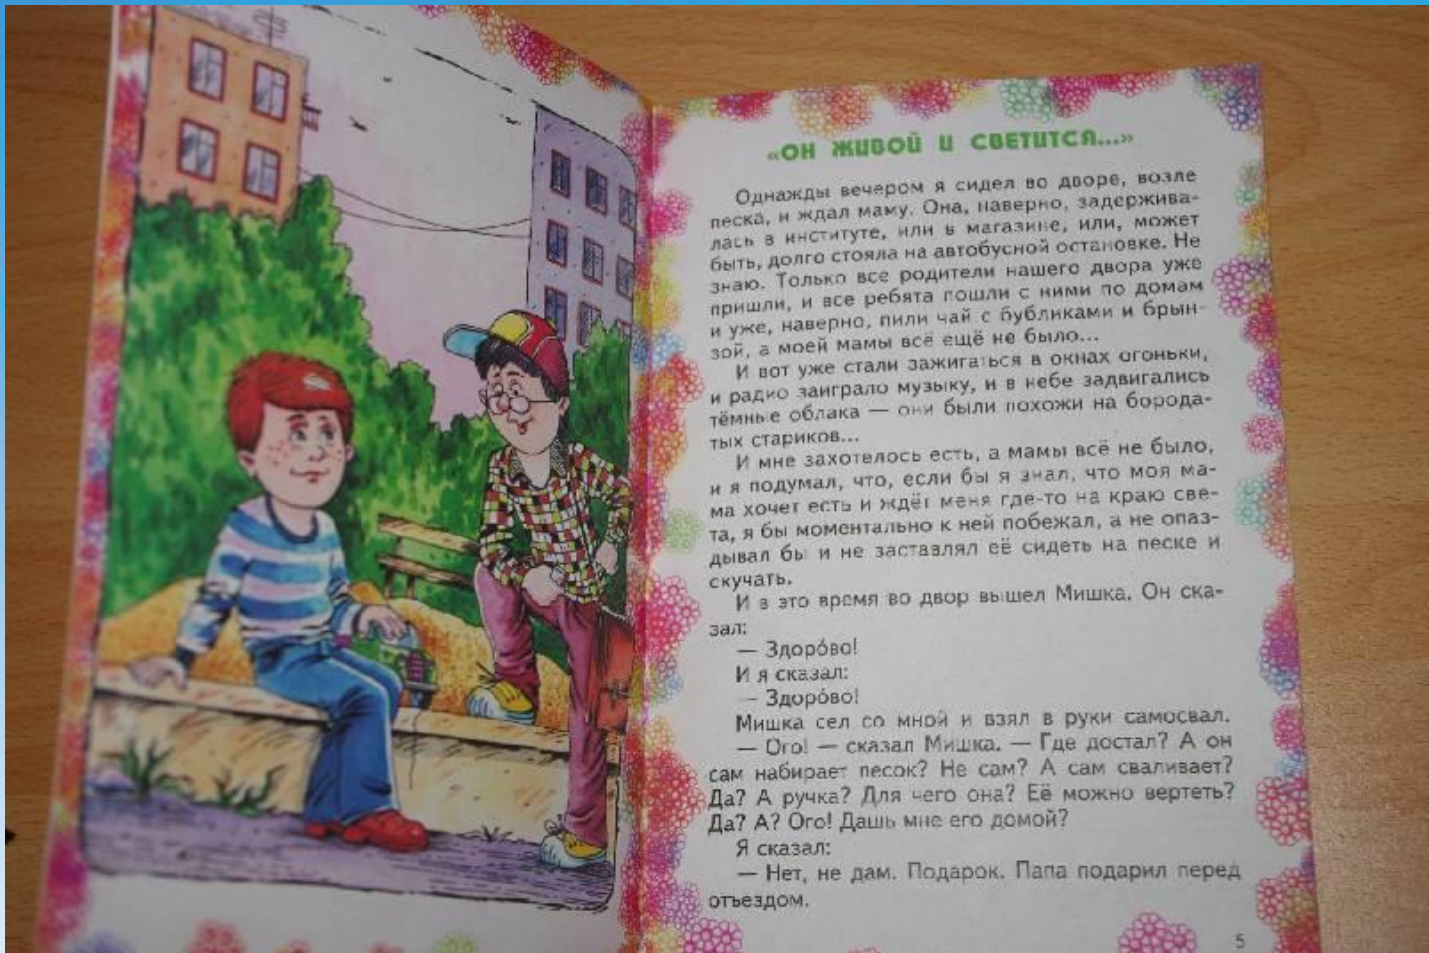 «ОН ЖИВОЙ И СВЕТИТСЯ...»
Однажды вечером я сидел во дворе, возле
песка, и ждал маму. Она, наверно, задержива-
лась в институте, или в магазине, или, может
быть, долго стояла на автобусной остановке. Не
знаю. Только все родители нашего двора уже
пришли, и все ребята пошли с ними по домам
и уже, наверно, пили чай с бубликами и брын-
зой, а моей мамы всё ещё не было...
И вот уже стали зажигаться в окнах огоньки,
и радио заиграло музыку, и в небе задвигались
тёмные облака — они были похожи на борода-
тых стариков...
И мне захотелось есть, а мамы всё не было,
и я подумал, что, если бы я знал, что моя ма-
ма хочет есть и ждёт меня где-то на краю све-
та, я бы моментально к ней побежал, а не опаз-
дывал бы и не заставлял её сидеть на песке и
скучать.
И в это время во двор вышел Мишка. Он ска-
зал:
— Здоро́во!
И я сказал:
— Здоро́во!
Мишка сел со мной и взял в руки самосвал.
— Ого! — сказал Мишка. — Где достал? А он
сам набирает песок? Не сам? А сам сваливает?
Да? А ручка? Для чего она? Её можно вертеть?
Да? А? Ого! Дашь мне его домой?
Я сказал:
— Нет, не дам. Подарок. Папа подарил перед
отъездом.
5